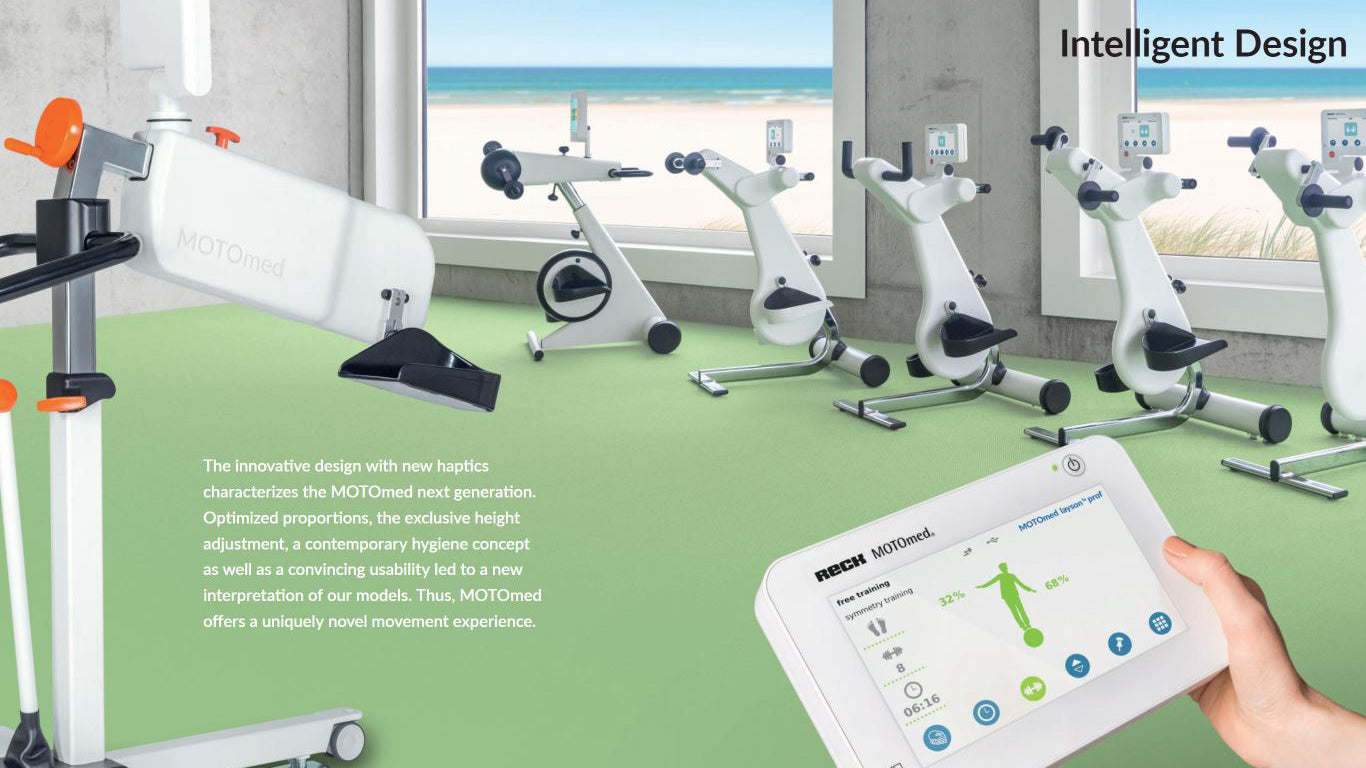 Intelligent Design
MOTOmed
The innovative design with new haptics
characterizes the MOTOmed next generation.
Optimized proportions, the exclusive height
adjustment, a contemporary hygiene concept
as well as a convincing usability led to a new
interpretation of our models. Thus, MOTOmed
offers a uniquely novel movement experience.
RECK MOTOmed®
MOTOmed layson™ prof
free training
symmetry training
32%
68%
8
06:16